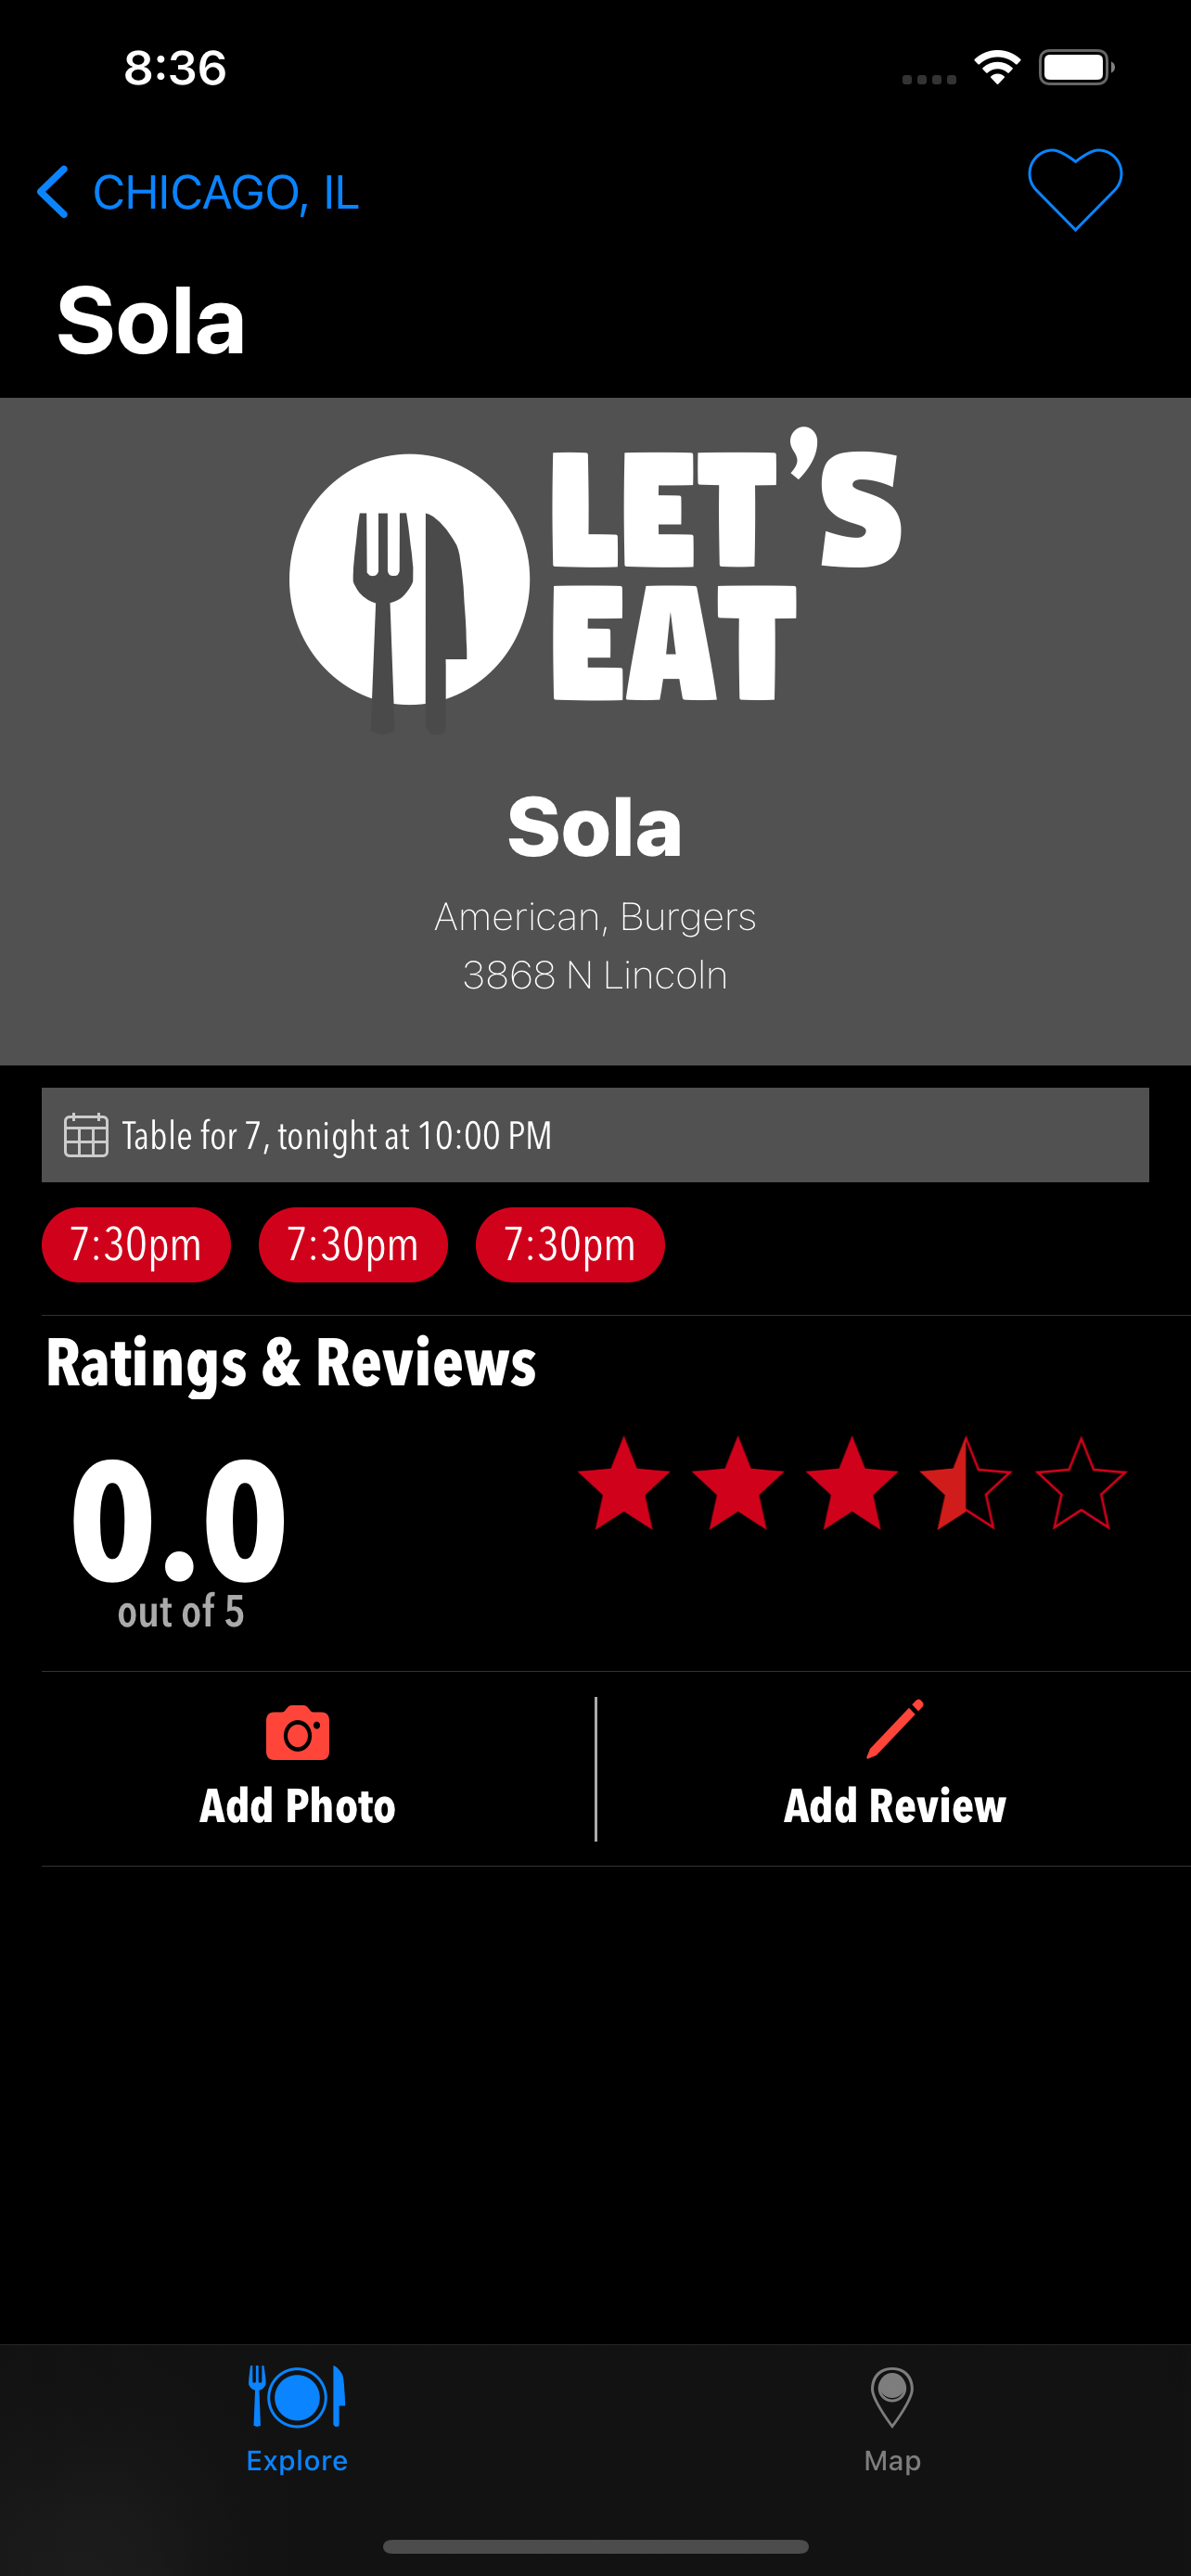 8:36
CHICAGO, IL
Sola
LET'S
EAT
Sola
American, Burgers
3868 N Lincoln
Table for 7, tonight at 10:00 PM
7:30pm 7:30pm 7:30pm
Ratings & Reviews
0.0
out of 5
Add Photo Add Review
Explore Map